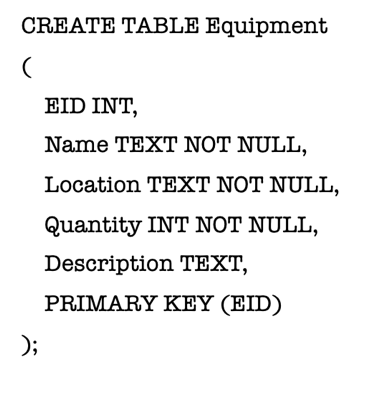 CREATE TABLE Equipment
(
EID INT,
Name TEXT NOT NULL,
Location TEXT NOT NULL,
Quantity INT NOT NULL,
Description TEXT,
PRIMARY KEY (EID)
);